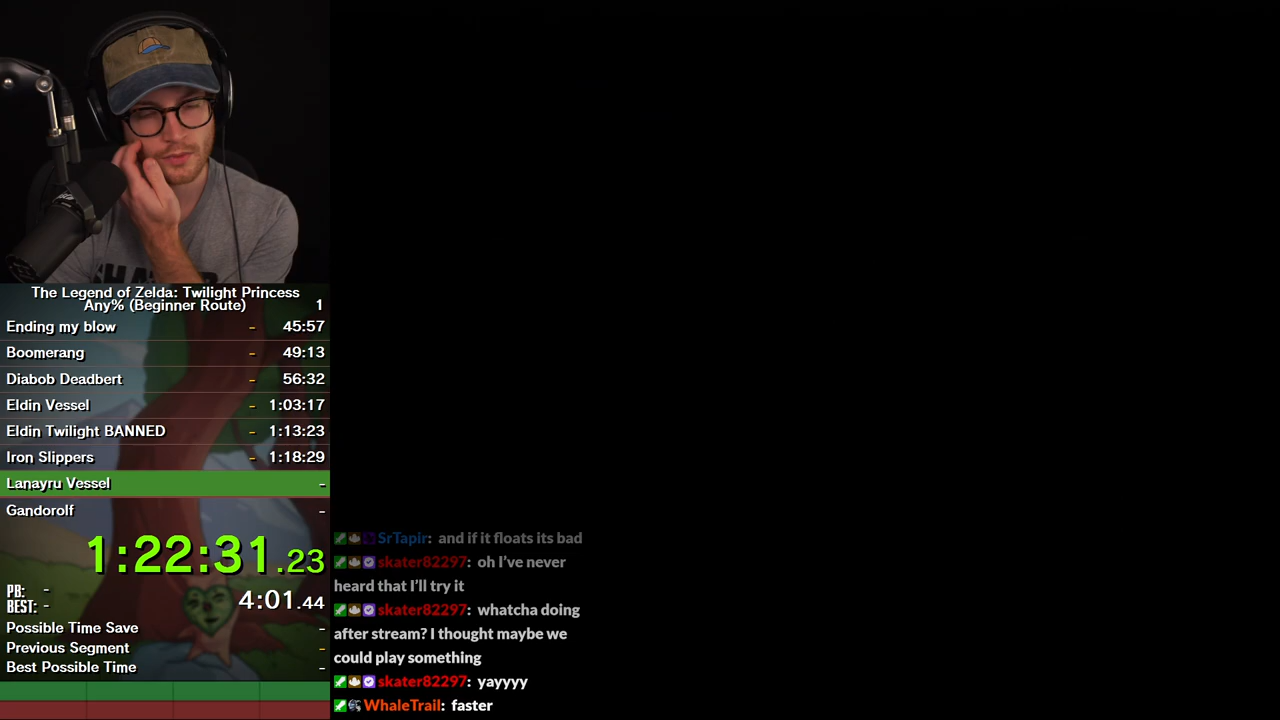 The Legend of Zelda: Twilight Princess
Any% (Beginner Route) 1
Ending my blow - 45:57
Boomerang - 49:13
Diabob Deadbert - 56:32
Eldin Vessel - 1:03:17
Eldin Twilight BANNED - 1:13:23
Iron Slippers - 1:18:29
Lanayru Vessel -
Gandorolf -
1:22:31.23
PB: -
BEST: -
4:01.44
Possible Time Save -
Previous Segment -
Best Possible Time -
SrTapir: and if it floats its bad
skater82297: oh I've never
heard that I'll try it
skater82297: whatcha doing
after stream? I thought maybe we
could play something
skater82297: yayyyy
WhaleTrail: faster